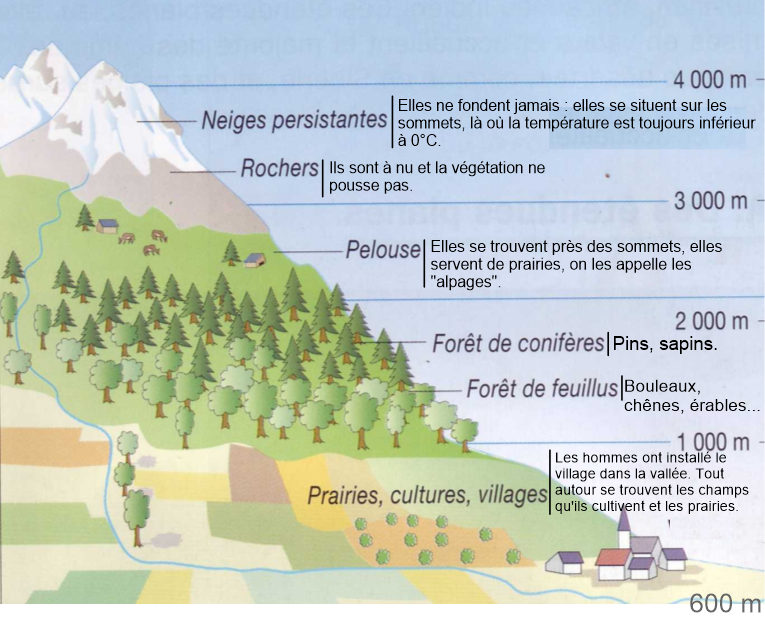 4 000 m
Neiges persistantes
Elles ne fondent jamais : elles se situent sur les
sommets, là où la température est toujours inférieur
à 0°C.
Rochers
Ils sont à nu et la végétation ne
pousse pas.
3 000 m
Pelouse
Elles se trouvent près des sommets, elles
servent de prairies, on les appelle les
"alpages".
2 000 m
Forêt de conifères
Pins, sapins.
Forêt de feuillus
Bouleaux,
chênes, érables...
1 000 m
Prairies, cultures, villages
Les hommes ont installé le
village dans la vallée. Tout
autour se trouvent les champs
qu'ils cultivent et les prairies.
600 m